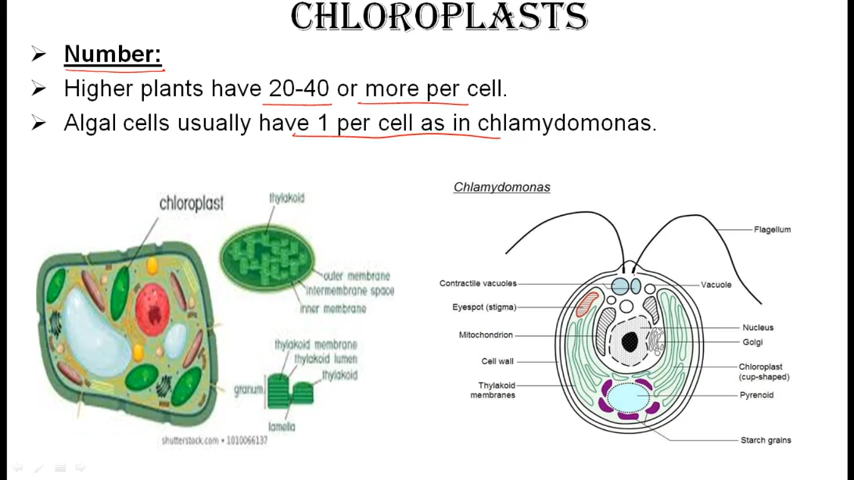 CHLOROPLASTS
Number:
Higher plants have 20-40 or more per cell.
Algal cells usually have 1 per cell as in chlamydomonas.
chloroplast
thylakoid
outer membrane
intermembrane space
inner membrane
thylakoid membrane
thylakoid lumen
thylakoid
granum
lamella
shutterstock.com • 1010066137
Chlamydomonas
Flagellum
Contractile vacuoles
Vacuole
Eyespot (stigma)
Nucleus
Mitochondrion
Golgi
Cell wall
Chloroplast
(cup-shaped)
Thylakoid
membranes
Pyrenoid
Starch grains